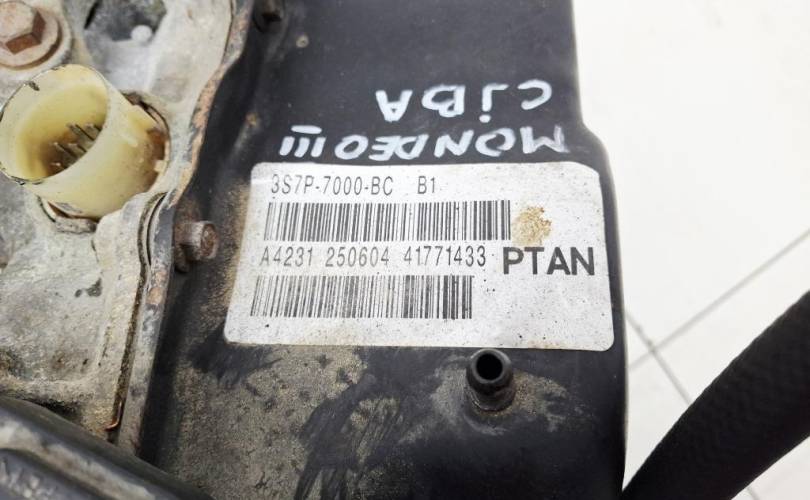 CJBA
MONDEO III
3S7P-7000-BC B1
A4231 250604 41771433 PTAN